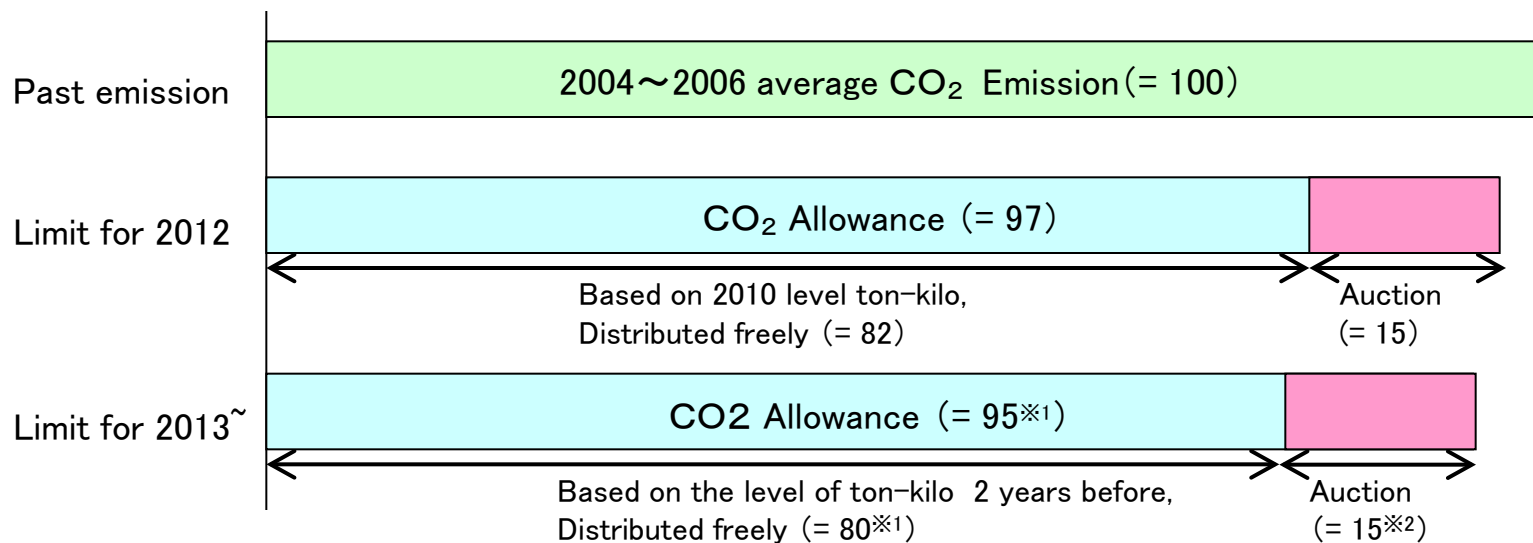 Past emission
2004～2006 average CO₂ Emission(= 100)
Limit for 2012
CO₂ Allowance (= 97)
Based on 2010 level ton-kilo,
Distributed freely (= 82)
Auction
(= 15)
Limit for 2013~
CO2 Allowance (= 95※1)
Based on the level of ton-kilo 2 years before,
Distributed freely (= 80※1)
Auction
(= 15※2)